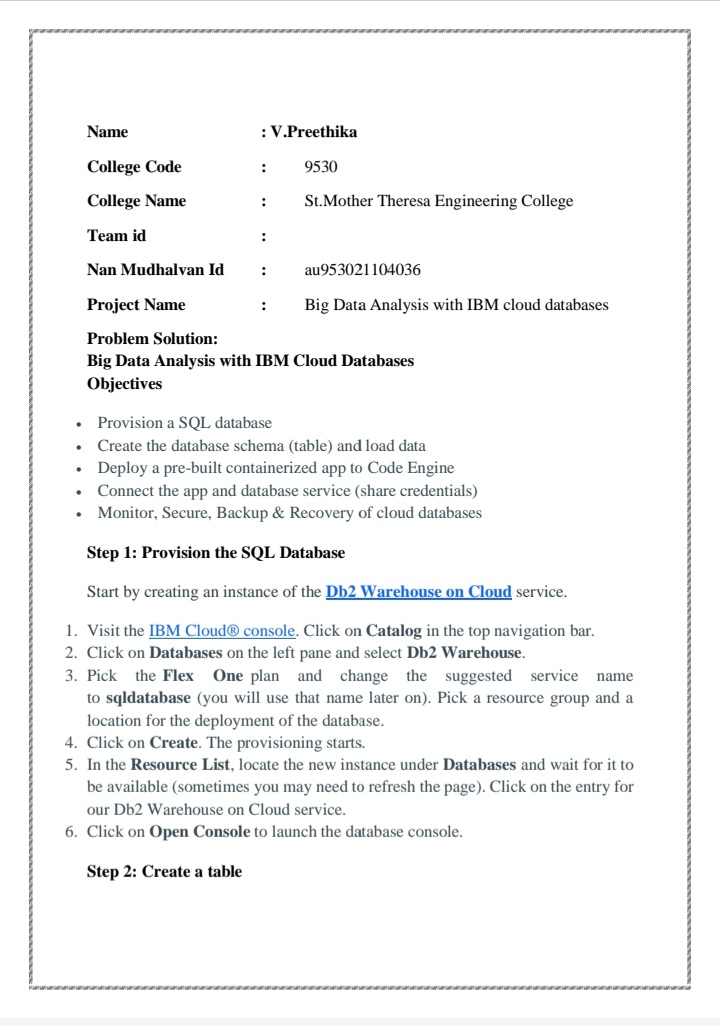 Name : V.Preethika
College Code : 9530
College Name : St.Mother Theresa Engineering College
Team id :
Nan Mudhalvan Id : au953021104036
Project Name : Big Data Analysis with IBM cloud databases
Problem Solution:
Big Data Analysis with IBM Cloud Databases
Objectives
• Provision a SQL database
• Create the database schema (table) and load data
• Deploy a pre-built containerized app to Code Engine
• Connect the app and database service (share credentials)
• Monitor, Secure, Backup & Recovery of cloud databases
Step 1: Provision the SQL Database
Start by creating an instance of the Db2 Warehouse on Cloud service.
1. Visit the IBM Cloud® console. Click on Catalog in the top navigation bar.
2. Click on Databases on the left pane and select Db2 Warehouse.
3. Pick the Flex One plan and change the suggested service name
to sqldatabase (you will use that name later on). Pick a resource group and a
location for the deployment of the database.
4. Click on Create. The provisioning starts.
5. In the Resource List, locate the new instance under Databases and wait for it to
be available (sometimes you may need to refresh the page). Click on the entry for
our Db2 Warehouse on Cloud service.
6. Click on Open Console to launch the database console.
Step 2: Create a table